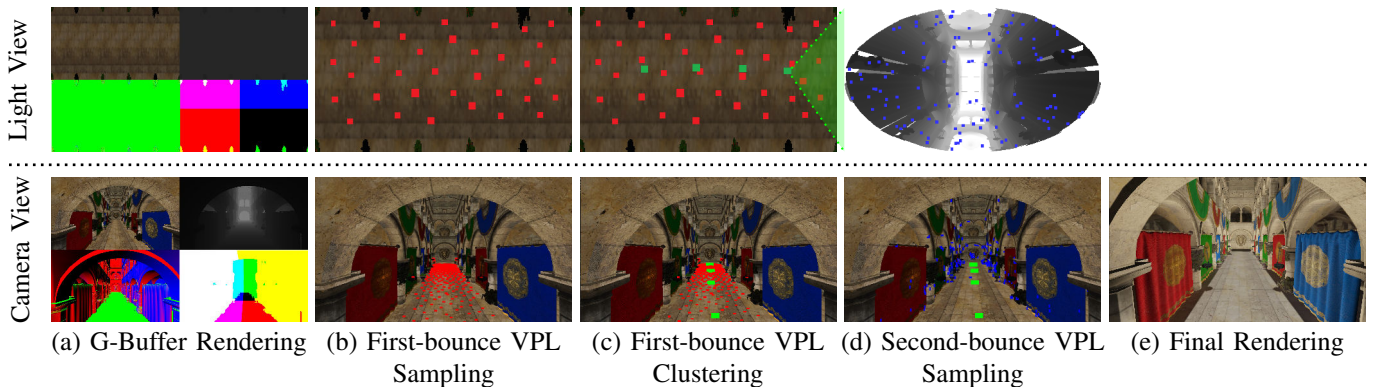 Light View
Camera View
(a) G-Buffer Rendering
(b) First-bounce VPL
Sampling
(c) First-bounce VPL
Clustering
(d) Second-bounce VPL
Sampling
(e) Final Rendering